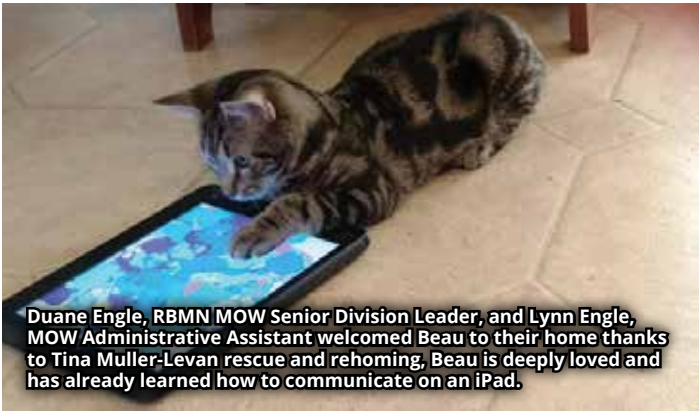 Duane Engle, RBMN MOW Senior Division Leader, and Lynn Engle,
MOW Administrative Assistant welcomed Beau to their home thanks
to Tina Muller-Levan rescue and rehoming, Beau is deeply loved and
has already learned how to communicate on an iPad.